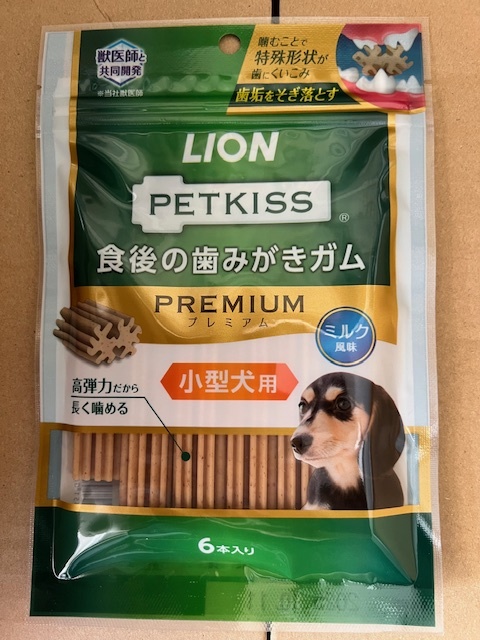 獣医師と
共同開発
※当社獣医師
噛むことで
特殊形状が
歯にくいこみ
歯垢をそぎ落とす
LION
PETKISS
®
食後の歯みがきガム
PREMIUM
プレミアム
ミルク
風味
小型犬用
高弾力だから
長く噛める
6本入り